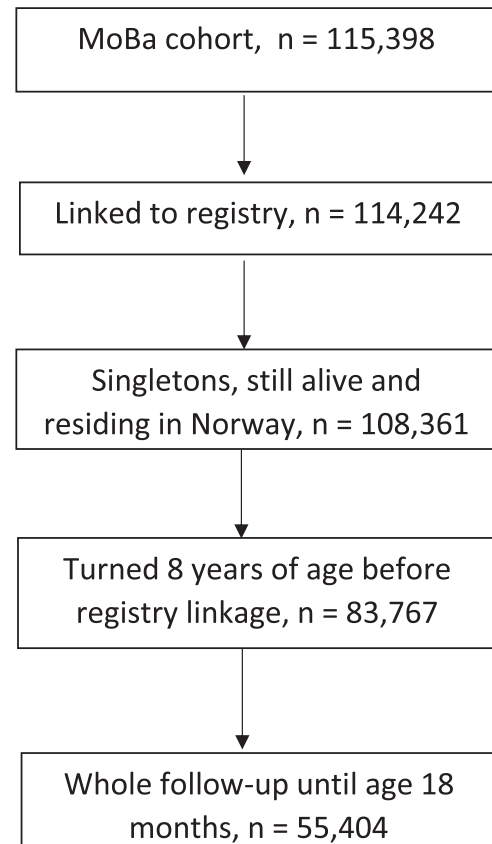 MoBa cohort, n = 115,398
Linked to registry, n = 114,242
Singletons, still alive and
residing in Norway, n = 108,361
Turned 8 years of age before
registry linkage, n = 83,767
Whole follow-up until age 18
months, n = 55,404